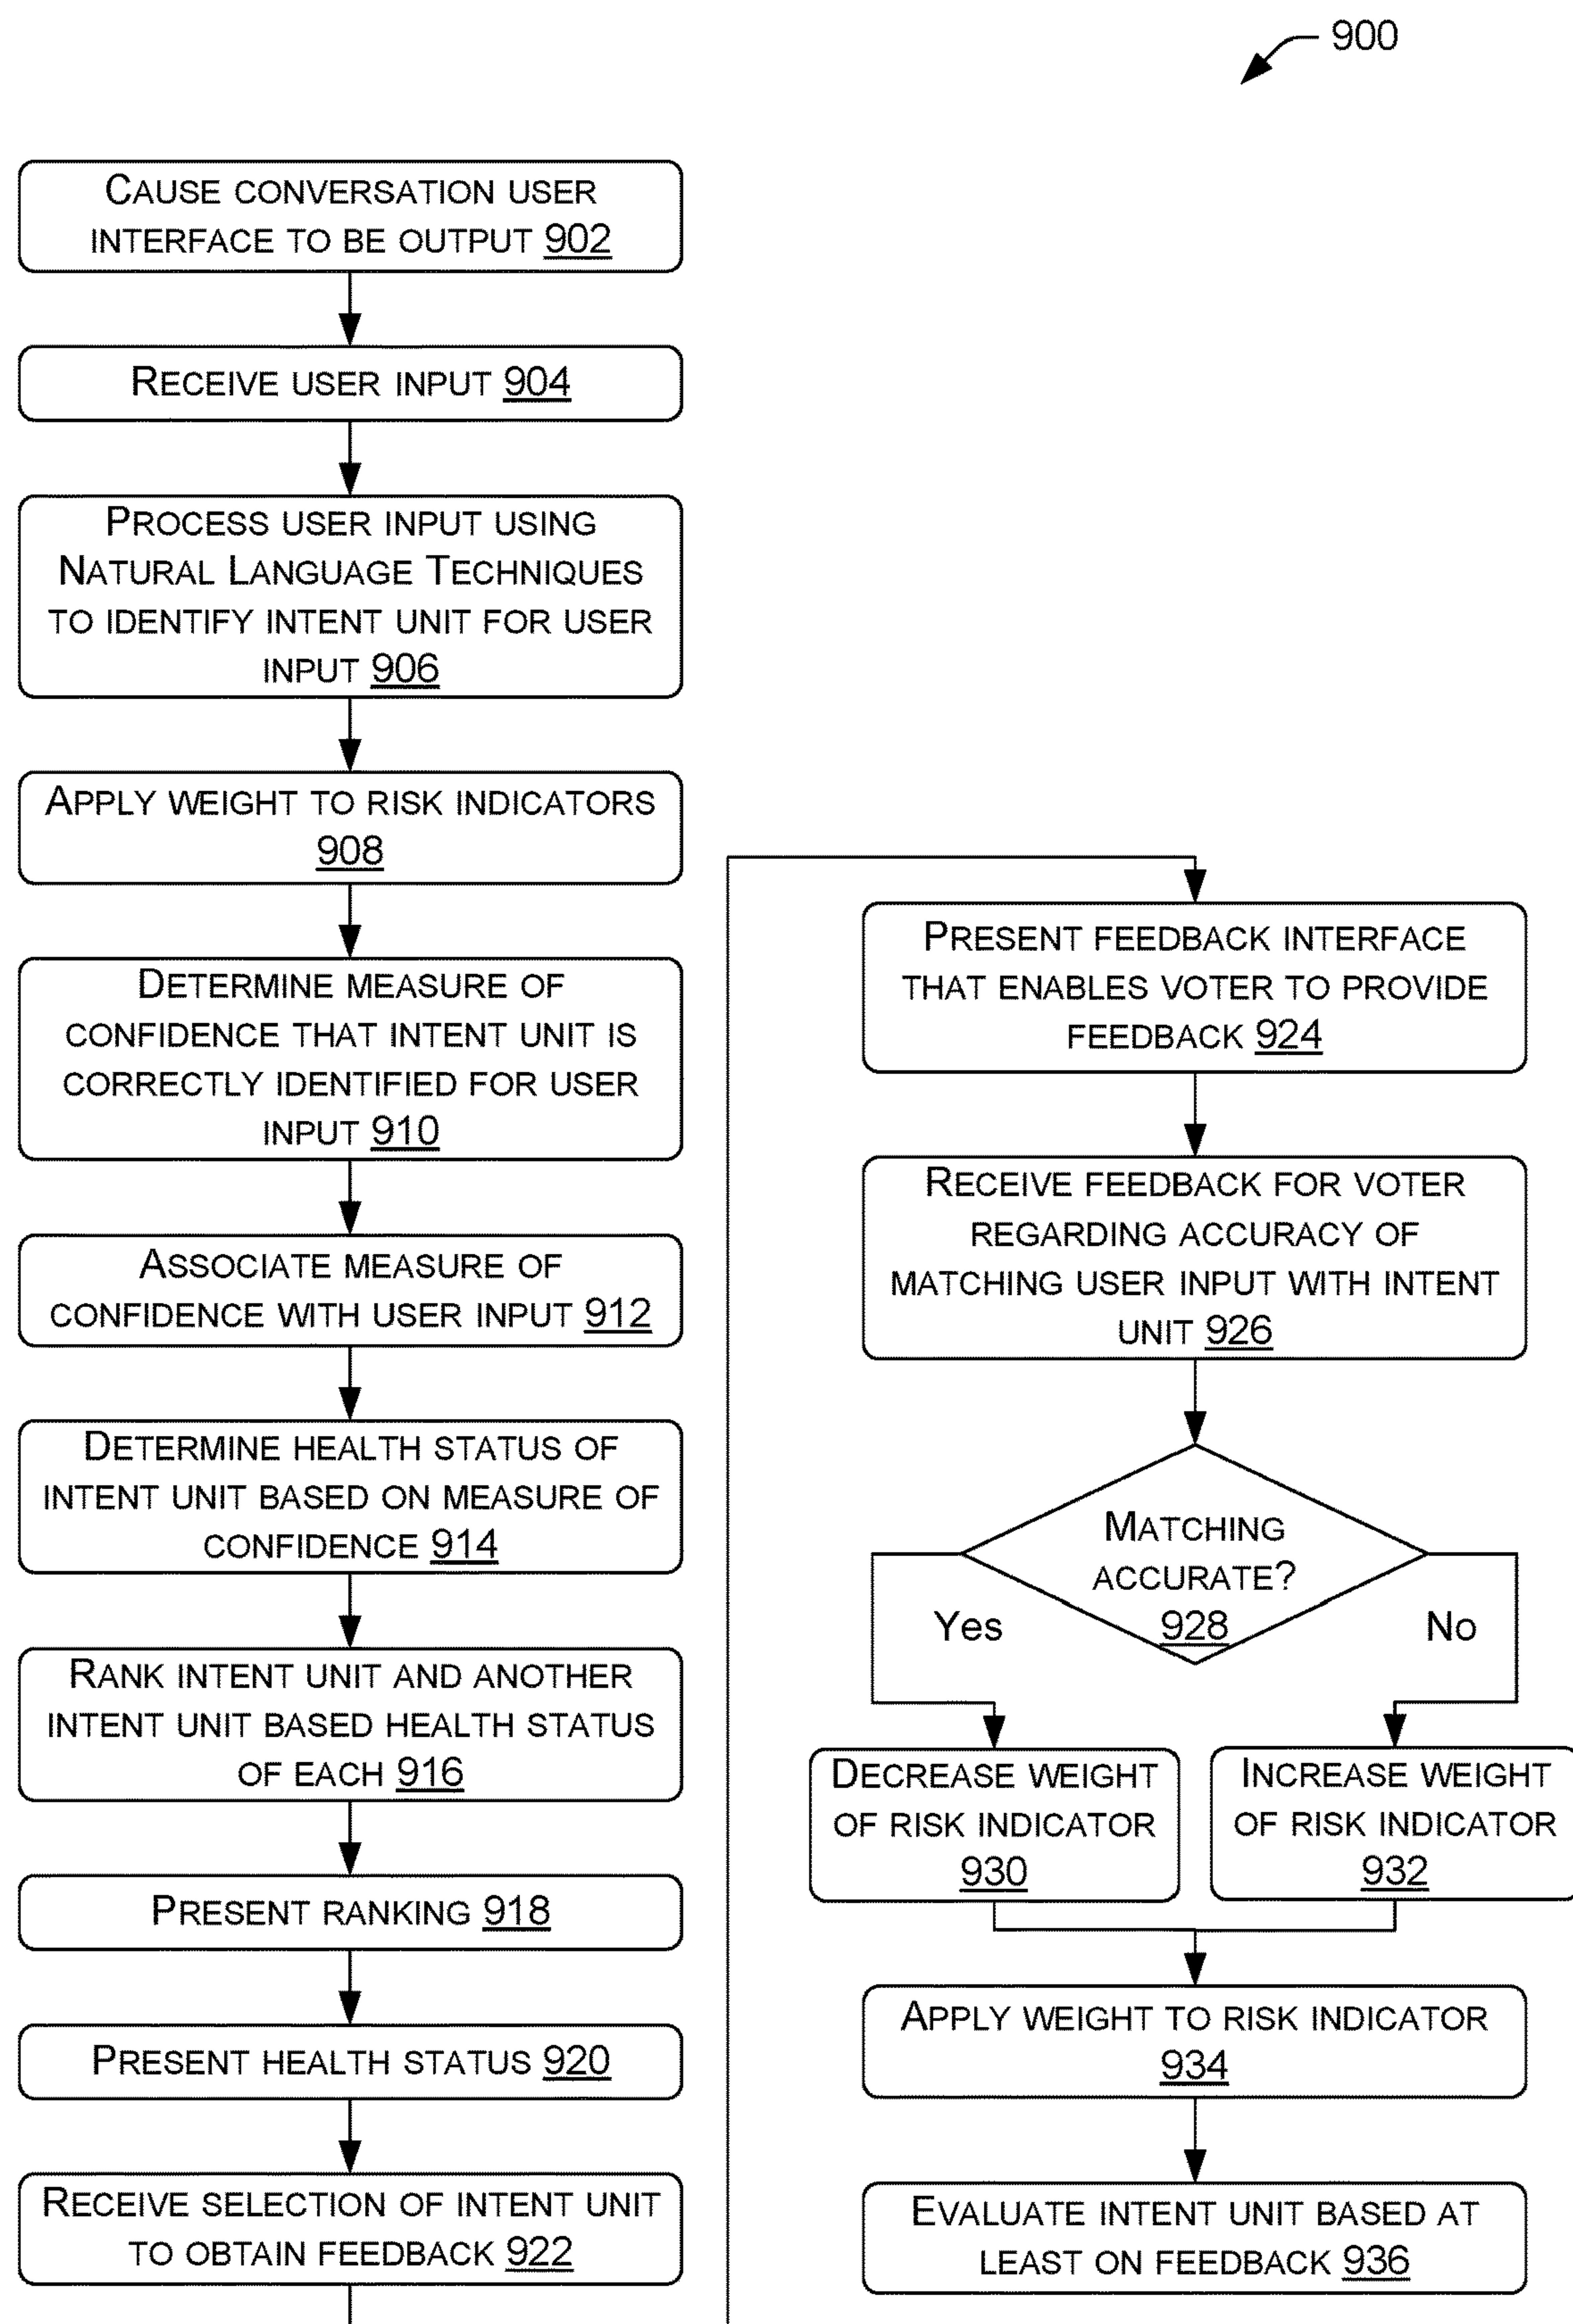 900
CAUSE CONVERSATION USER
INTERFACE TO BE OUTPUT 902
RECEIVE USER INPUT 904
PROCESS USER INPUT USING
NATURAL LANGUAGE TECHNIQUES
TO IDENTIFY INTENT UNIT FOR USER
INPUT 906
APPLY WEIGHT TO RISK INDICATORS
908
DETERMINE MEASURE OF
CONFIDENCE THAT INTENT UNIT IS
CORRECTLY IDENTIFIED FOR USER
INPUT 910
ASSOCIATE MEASURE OF
CONFIDENCE WITH USER INPUT 912
DETERMINE HEALTH STATUS OF
INTENT UNIT BASED ON MEASURE OF
CONFIDENCE 914
RANK INTENT UNIT AND ANOTHER
INTENT UNIT BASED HEALTH STATUS
OF EACH 916
PRESENT RANKING 918
PRESENT HEALTH STATUS 920
RECEIVE SELECTION OF INTENT UNIT
TO OBTAIN FEEDBACK 922
PRESENT FEEDBACK INTERFACE
THAT ENABLES VOTER TO PROVIDE
FEEDBACK 924
RECEIVE FEEDBACK FOR VOTER
REGARDING ACCURACY OF
MATCHING USER INPUT WITH INTENT
UNIT 926
MATCHING
ACCURATE?
928
Yes
No
DECREASE WEIGHT
OF RISK INDICATOR
930
INCREASE WEIGHT
OF RISK INDICATOR
932
APPLY WEIGHT TO RISK INDICATOR
934
EVALUATE INTENT UNIT BASED AT
LEAST ON FEEDBACK 936